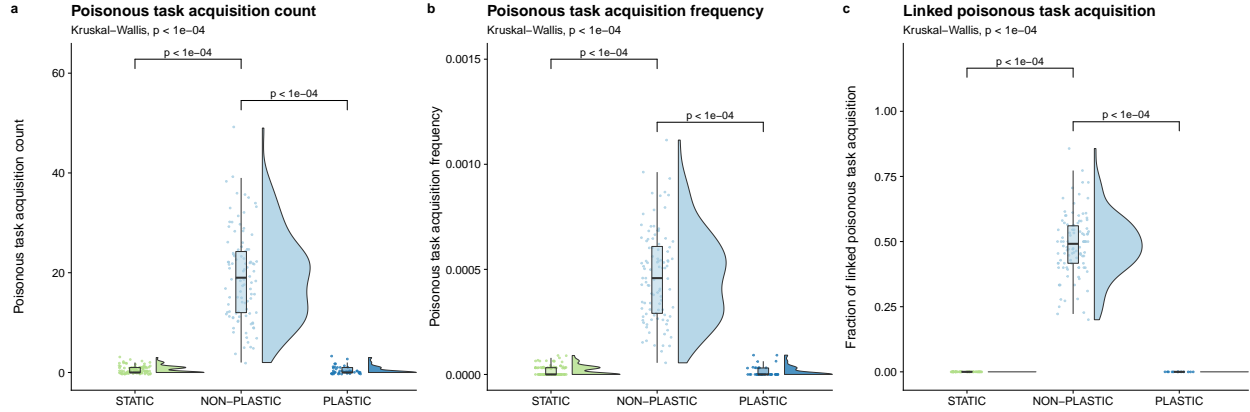 a
Poisonous task acquisition count
Kruskal−Wallis, p < 1e−04
p < 1e−04
p < 1e−04
Poisonous task acquisition count
60
40
20
0
STATIC
NON−PLASTIC
PLASTIC
b
Poisonous task acquisition frequency
Kruskal−Wallis, p < 1e−04
p < 1e−04
p < 1e−04
Poisonous task acquisition frequency
0.0015
0.0010
0.0005
0.0000
STATIC
NON−PLASTIC
PLASTIC
c
Linked poisonous task acquisition
Kruskal−Wallis, p < 1e−04
p < 1e−04
p < 1e−04
Fraction of linked poisonous task acquisition
1.00
0.75
0.50
0.25
0.00
STATIC
NON−PLASTIC
PLASTIC